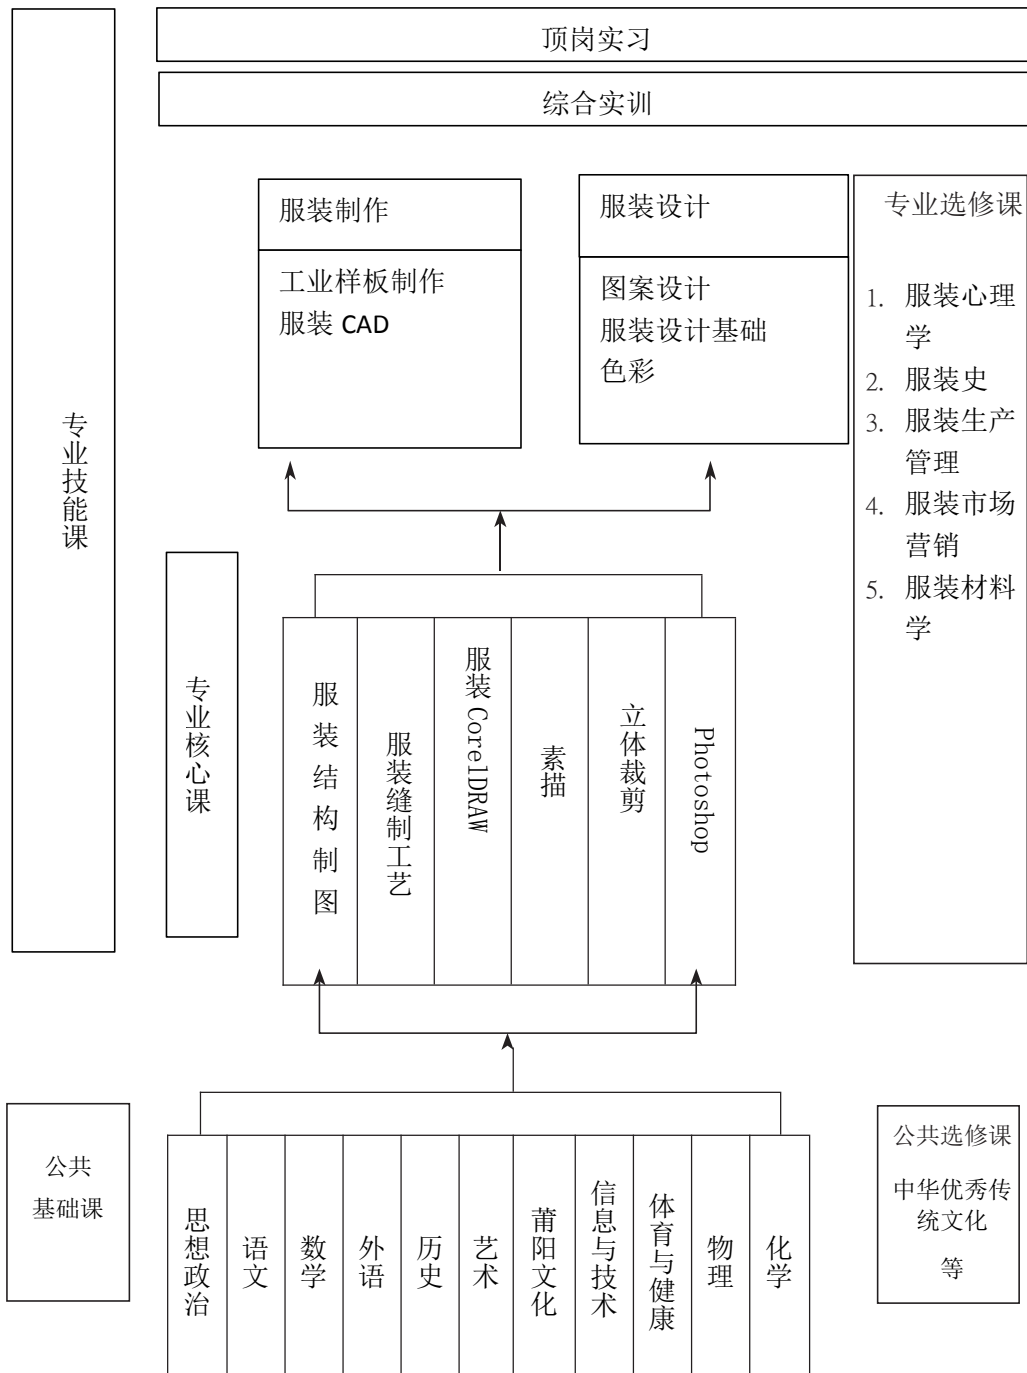 顶岗实习
综合实训
专业技能课
服装制作
工业样板制作
服装 CAD
服装设计
图案设计
服装设计基础
色彩
专业选修课
1. 服装心理
学
2. 服装史
3. 服装生产
管理
4. 服装市场
营销
5. 服装材料
学
专业核心课
服装结构制图
服装缝制工艺
服装 CorelDRAW
素描
立体裁剪
Photoshop
公共
基础课
思想政治
语文
数学
外语
历史
艺术
莆阳文化
信息与技术
体育与健康
物理
化学
公共选修课
中华优秀传
统文化
等